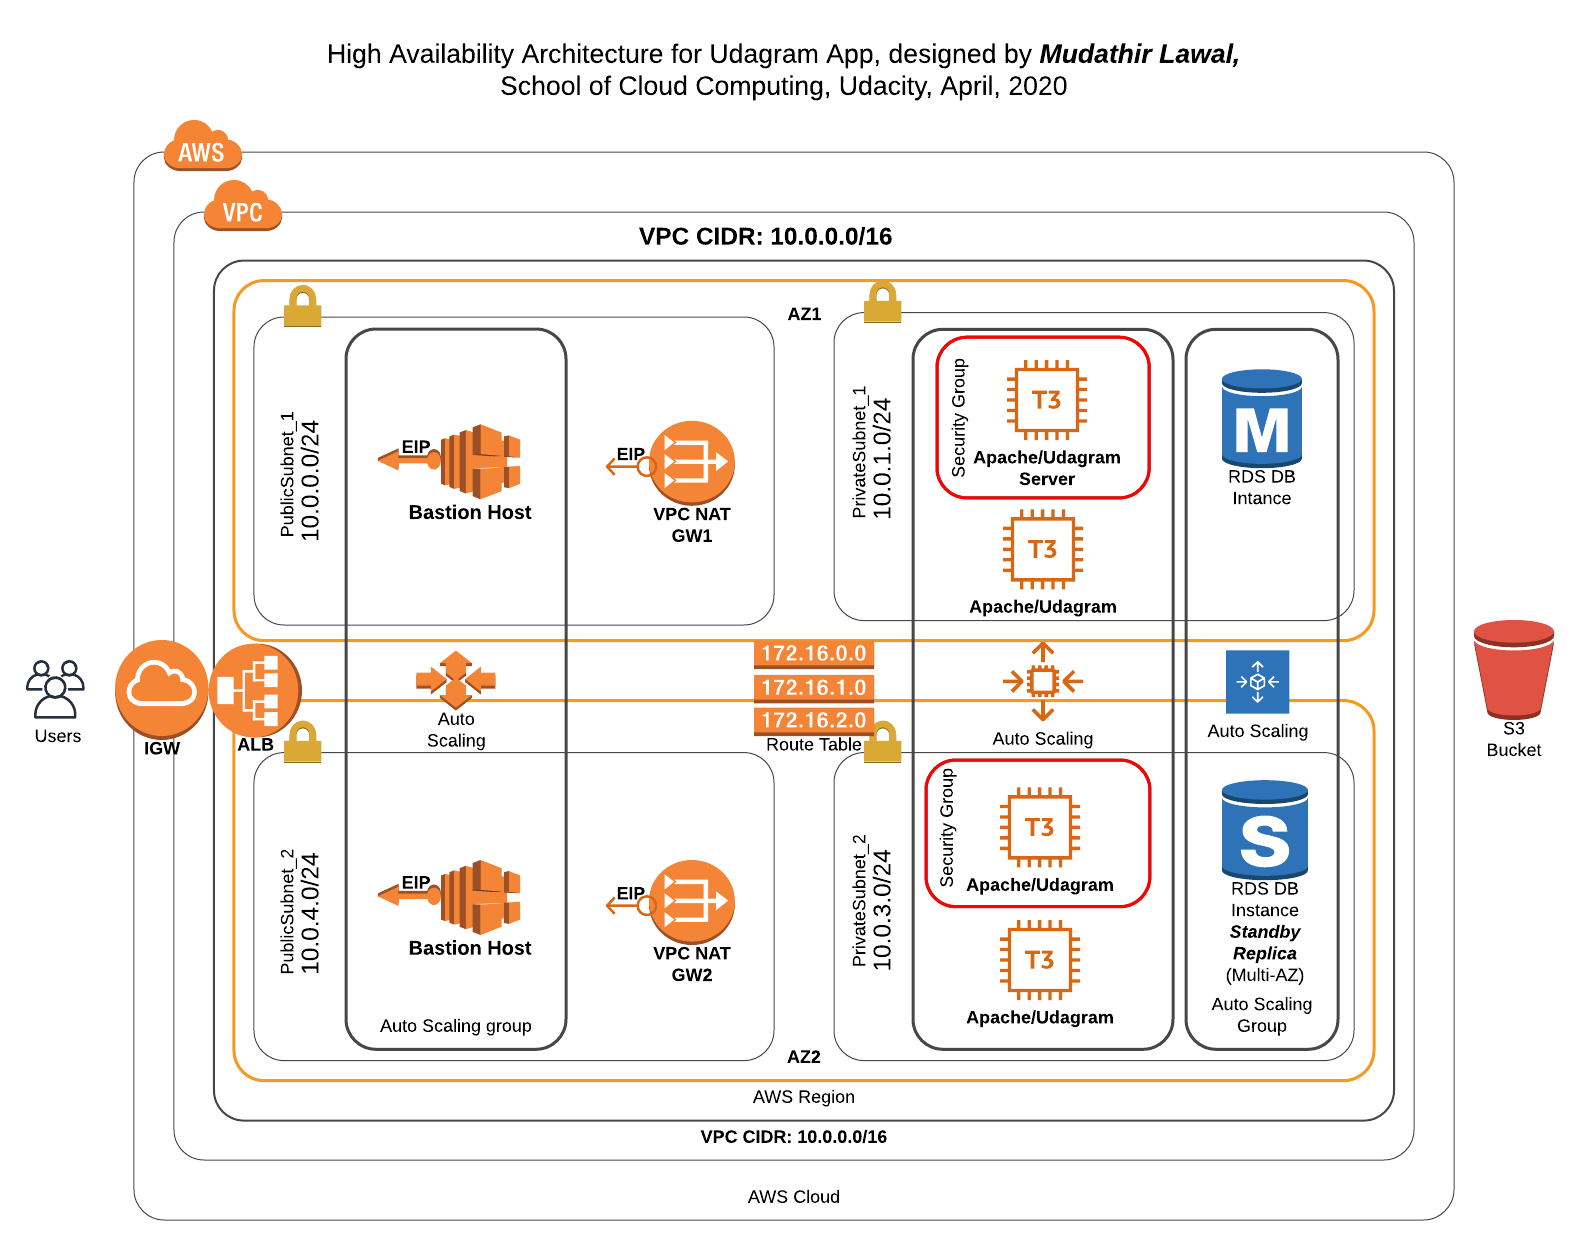 High Availability Architecture for Udagram App, designed by Mudathir Lawal,
School of Cloud Computing, Udacity, April, 2020
AWS
VPC
VPC CIDR: 10.0.0.0/16
AZ1
PublicSubnet_1
10.0.0.0/24
EIP
Bastion Host
EIP
VPC NAT
GW1
PrivateSubnet_1
10.0.1.0/24
Security Group
T3
Apache/Udagram
Server
T3
Apache/Udagram
M
RDS DB
Intance
Users
IGW
ALB
Auto
Scaling
172.16.0.0
172.16.1.0
172.16.2.0
Route Table
Auto Scaling
Auto Scaling
S3
Bucket
PublicSubnet_2
10.0.4.0/24
EIP
Bastion Host
Auto Scaling group
EIP
VPC NAT
GW2
PrivateSubnet_2
10.0.3.0/24
Security Group
T3
Apache/Udagram
T3
Apache/Udagram
S
RDS DB
Instance
Standby
Replica
(Multi-AZ)
Auto Scaling
Group
AZ2
AWS Region
VPC CIDR: 10.0.0.0/16
AWS Cloud